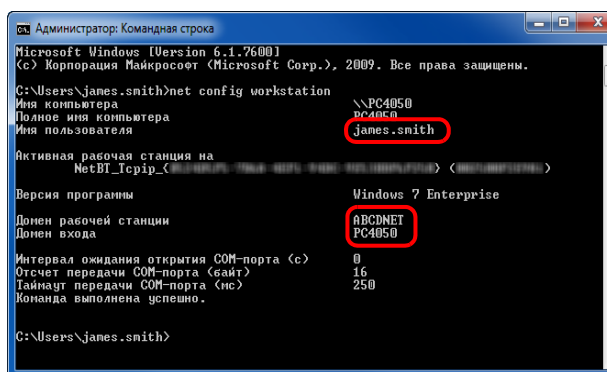 Администратор: Командная строка
Microsoft Windows [Version 6.1.7600]
(c) Корпорация Майкрософт (Microsoft Corp.), 2009. Все права защищены.
C:\Users\james.smith>net config workstation
Имя компьютера \\PC4050
Полное имя компьютера PC4050
Имя пользователя james.smith
Активная рабочая станция на
NetBT_Tcpip_{ } ( )
Версия программы Windows 7 Enterprise
Домен рабочей станции ABCDNET
Домен входа PC4050
Интервал ожидания открытия COM-порта (с) 0
Отсчет передачи COM-порта (байт) 16
Таймаут передачи COM-порта (мс) 250
Команда выполнена успешно.
C:\Users\james.smith>